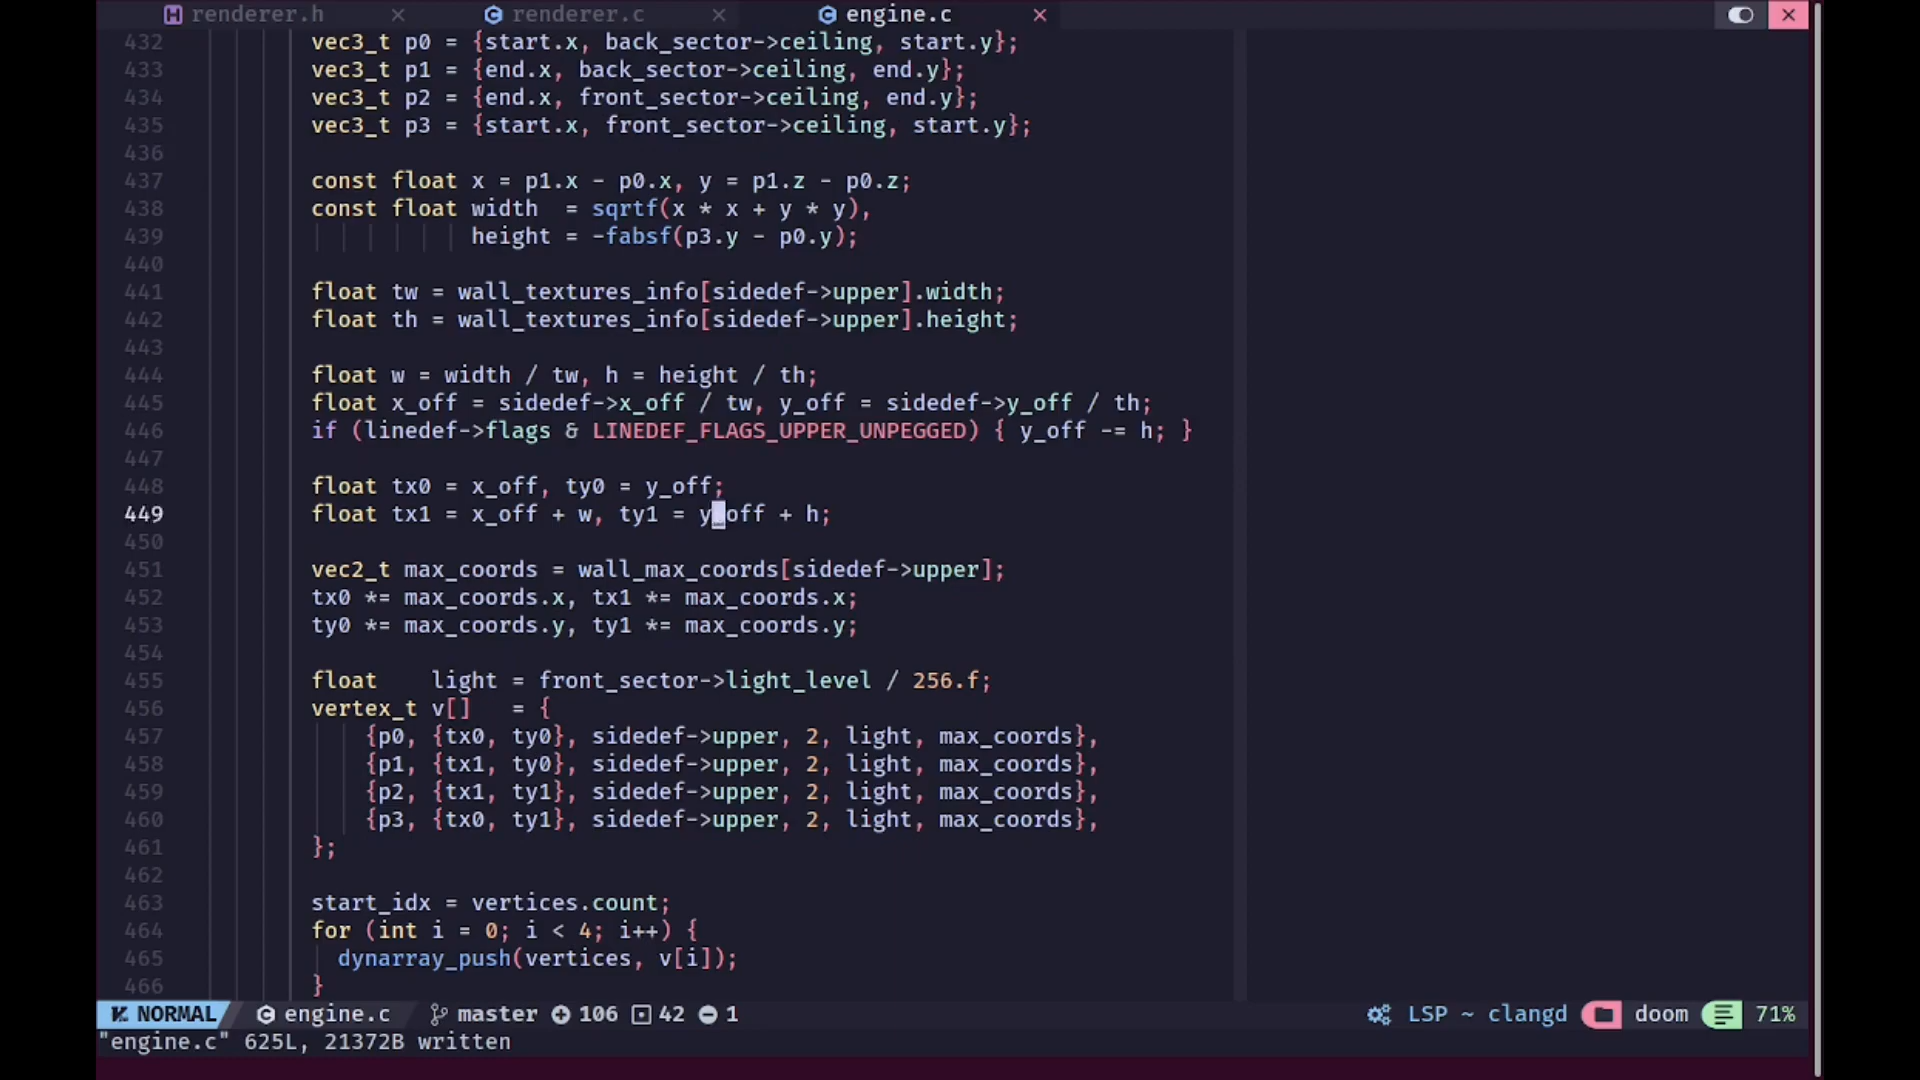 renderer.h
renderer.c
engine.c
432 vec3_t p0 = {start.x, back_sector->ceiling, start.y};
433 vec3_t p1 = {end.x, back_sector->ceiling, end.y};
434 vec3_t p2 = {end.x, front_sector->ceiling, end.y};
435 vec3_t p3 = {start.x, front_sector->ceiling, start.y};
436
437 const float x = p1.x - p0.x, y = p1.z - p0.z;
438 const float width  = sqrtf(x * x + y * y),
439             height = -fabsf(p3.y - p0.y);
440
441 float tw = wall_textures_info[sidedef->upper].width;
442 float th = wall_textures_info[sidedef->upper].height;
443
444 float w = width / tw, h = height / th;
445 float x_off = sidedef->x_off / tw, y_off = sidedef->y_off / th;
446 if (linedef->flags & LINEDEF_FLAGS_UPPER_UNPEGGED) { y_off -= h; }
447
448 float tx0 = x_off, ty0 = y_off;
449 float tx1 = x_off + w, ty1 = y_off + h;
450
451 vec2_t max_coords = wall_max_coords[sidedef->upper];
452 tx0 *= max_coords.x, tx1 *= max_coords.x;
453 ty0 *= max_coords.y, ty1 *= max_coords.y;
454
455 float    light = front_sector->light_level / 256.f;
456 vertex_t v[]   = {
457     {p0, {tx0, ty0}, sidedef->upper, 2, light, max_coords},
458     {p1, {tx1, ty0}, sidedef->upper, 2, light, max_coords},
459     {p2, {tx1, ty1}, sidedef->upper, 2, light, max_coords},
460     {p3, {tx0, ty1}, sidedef->upper, 2, light, max_coords},
461 };
462
463 start_idx = vertices.count;
464 for (int i = 0; i < 4; i++) {
465   dynarray_push(vertices, v[i]);
466 }
NORMAL engine.c master 106 42 1 LSP ~ clangd doom 71%
"engine.c" 625L, 21372B written